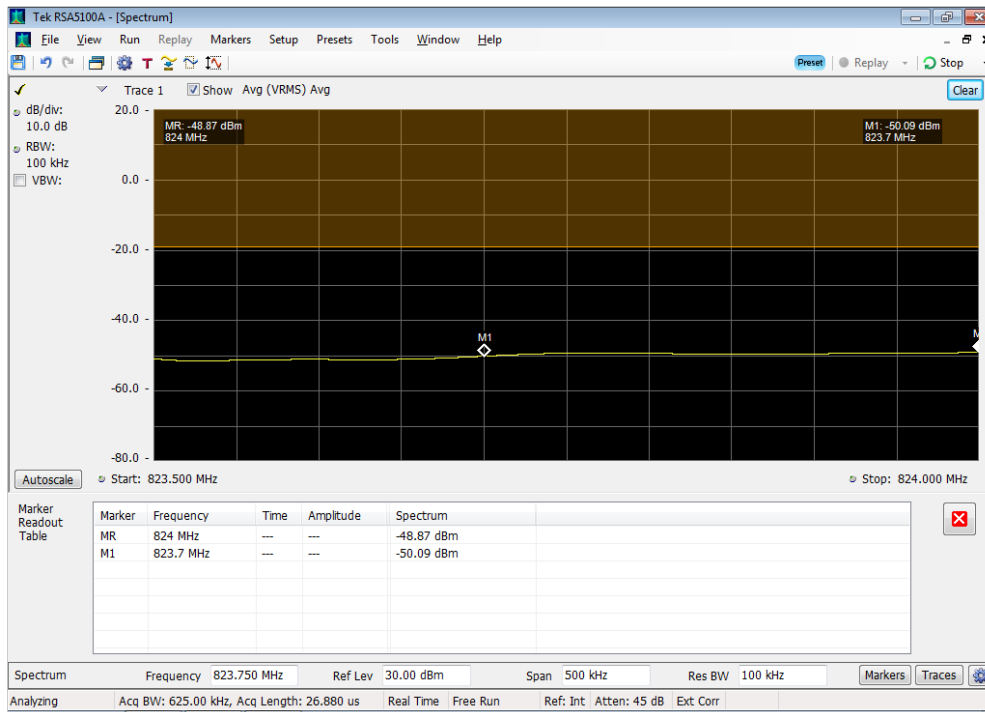 Tek RSA5100A - [Spectrum]
File View Run Replay Markers Setup Presets Tools Window Help
T Preset Replay Stop
Trace 1 Show Avg (VRMS) Avg Clear
dB/div:
10.0 dB
RBW:
100 kHz
VBW:
20.0 -
0.0 -
-20.0 -
-40.0 -
-60.0 -
-80.0 -
MR: -48.87 dBm
824 MHz
M1: -50.09 dBm
823.7 MHz
M1
Autoscale Start: 823.500 MHz Stop: 824.000 MHz
Marker
Readout
Table
Marker Frequency Time Amplitude Spectrum
MR 824 MHz --- --- -48.87 dBm
M1 823.7 MHz --- --- -50.09 dBm
Spectrum Frequency 823.750 MHz Ref Lev 30.00 dBm Span 500 kHz Res BW 100 kHz Markers Traces
Analyzing Acq BW: 625.00 kHz, Acq Length: 26.880 us Real Time Free Run Ref: Int Atten: 45 dB Ext Corr